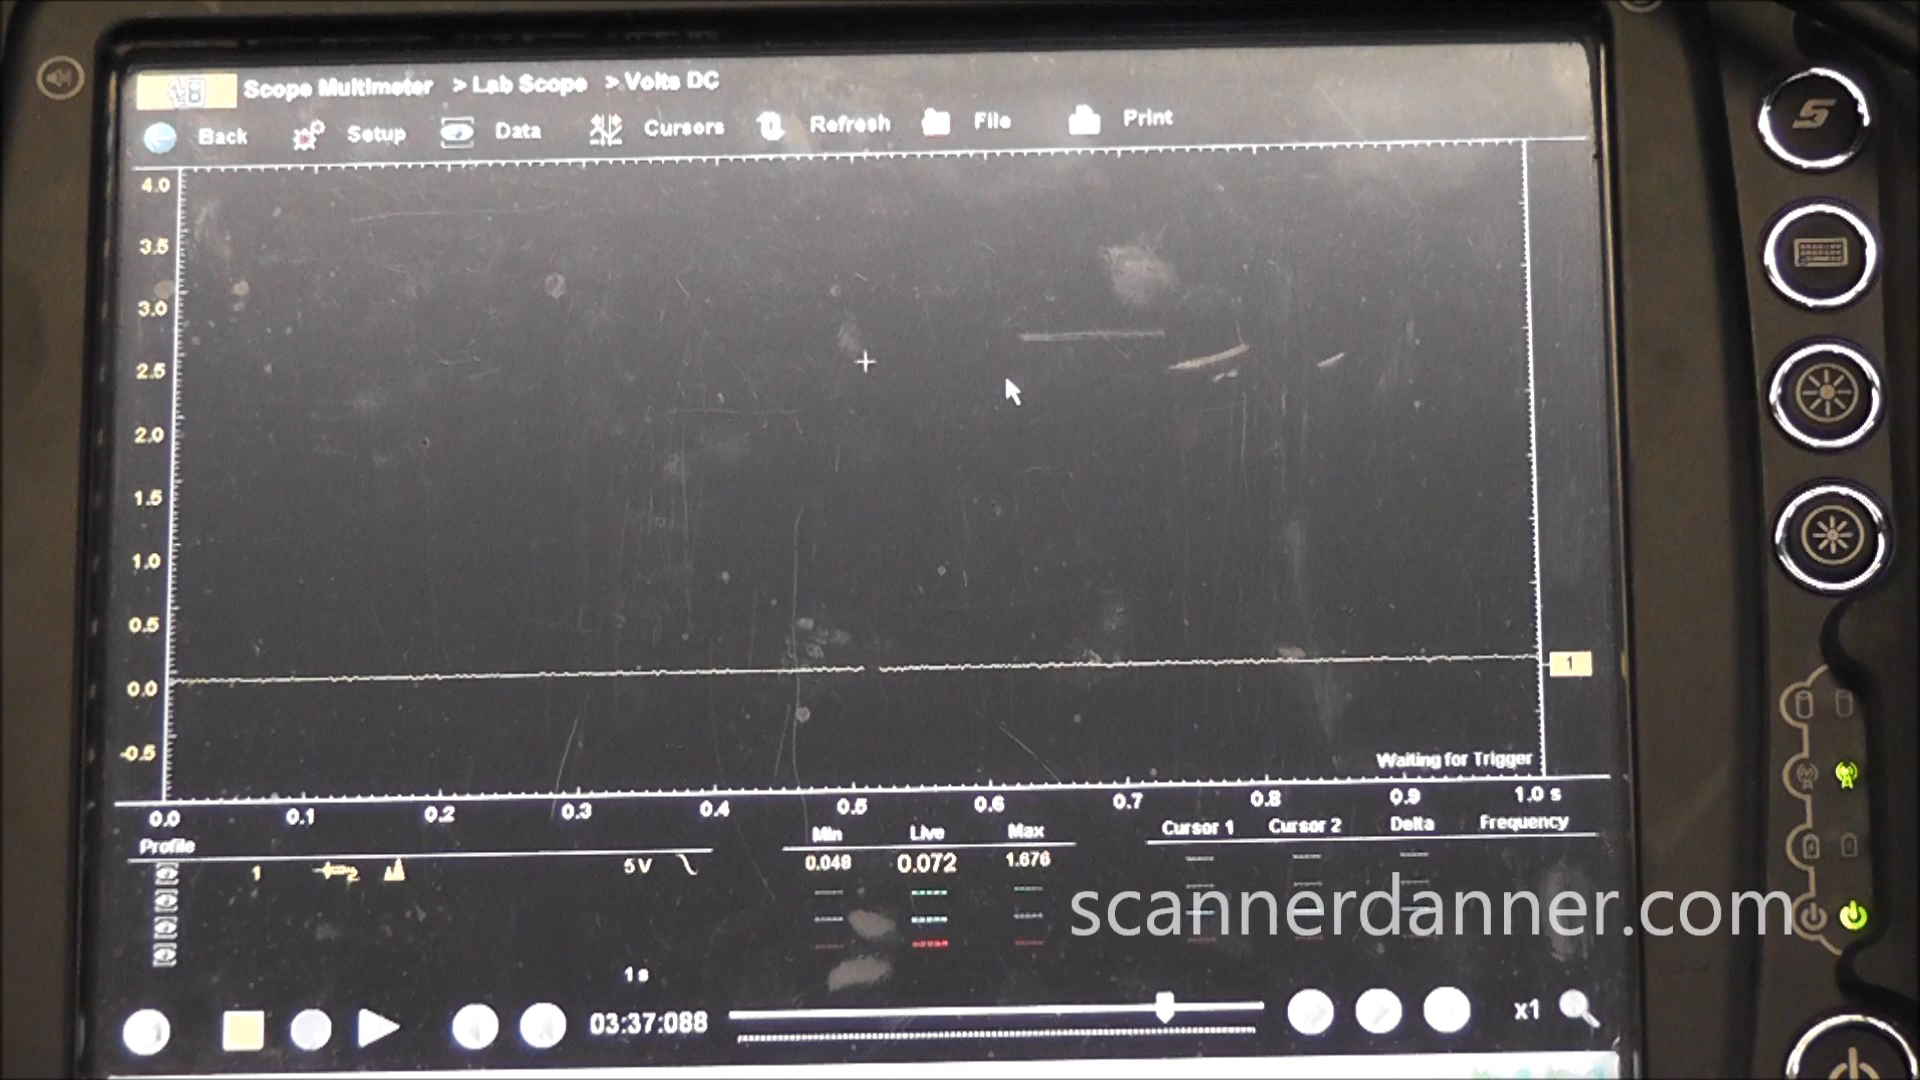 Scope Multimeter > Lab Scope > Volts DC
Back Setup Data Cursors Refresh File Print
4.0
3.5
3.0
2.5
2.0
1.5
1.0
0.5
0.0
-0.5
1
Waiting for Trigger
0.0 0.1 0.2 0.3 0.4 0.5 0.6 0.7 0.8 0.9 1.0 s
Profile Min Live Max Cursor 1 Cursor 2 Delta Frequency
1 2 5 V 0.048 0.072 1.676
scannerdanner.com
1 s
03:37:088 x1